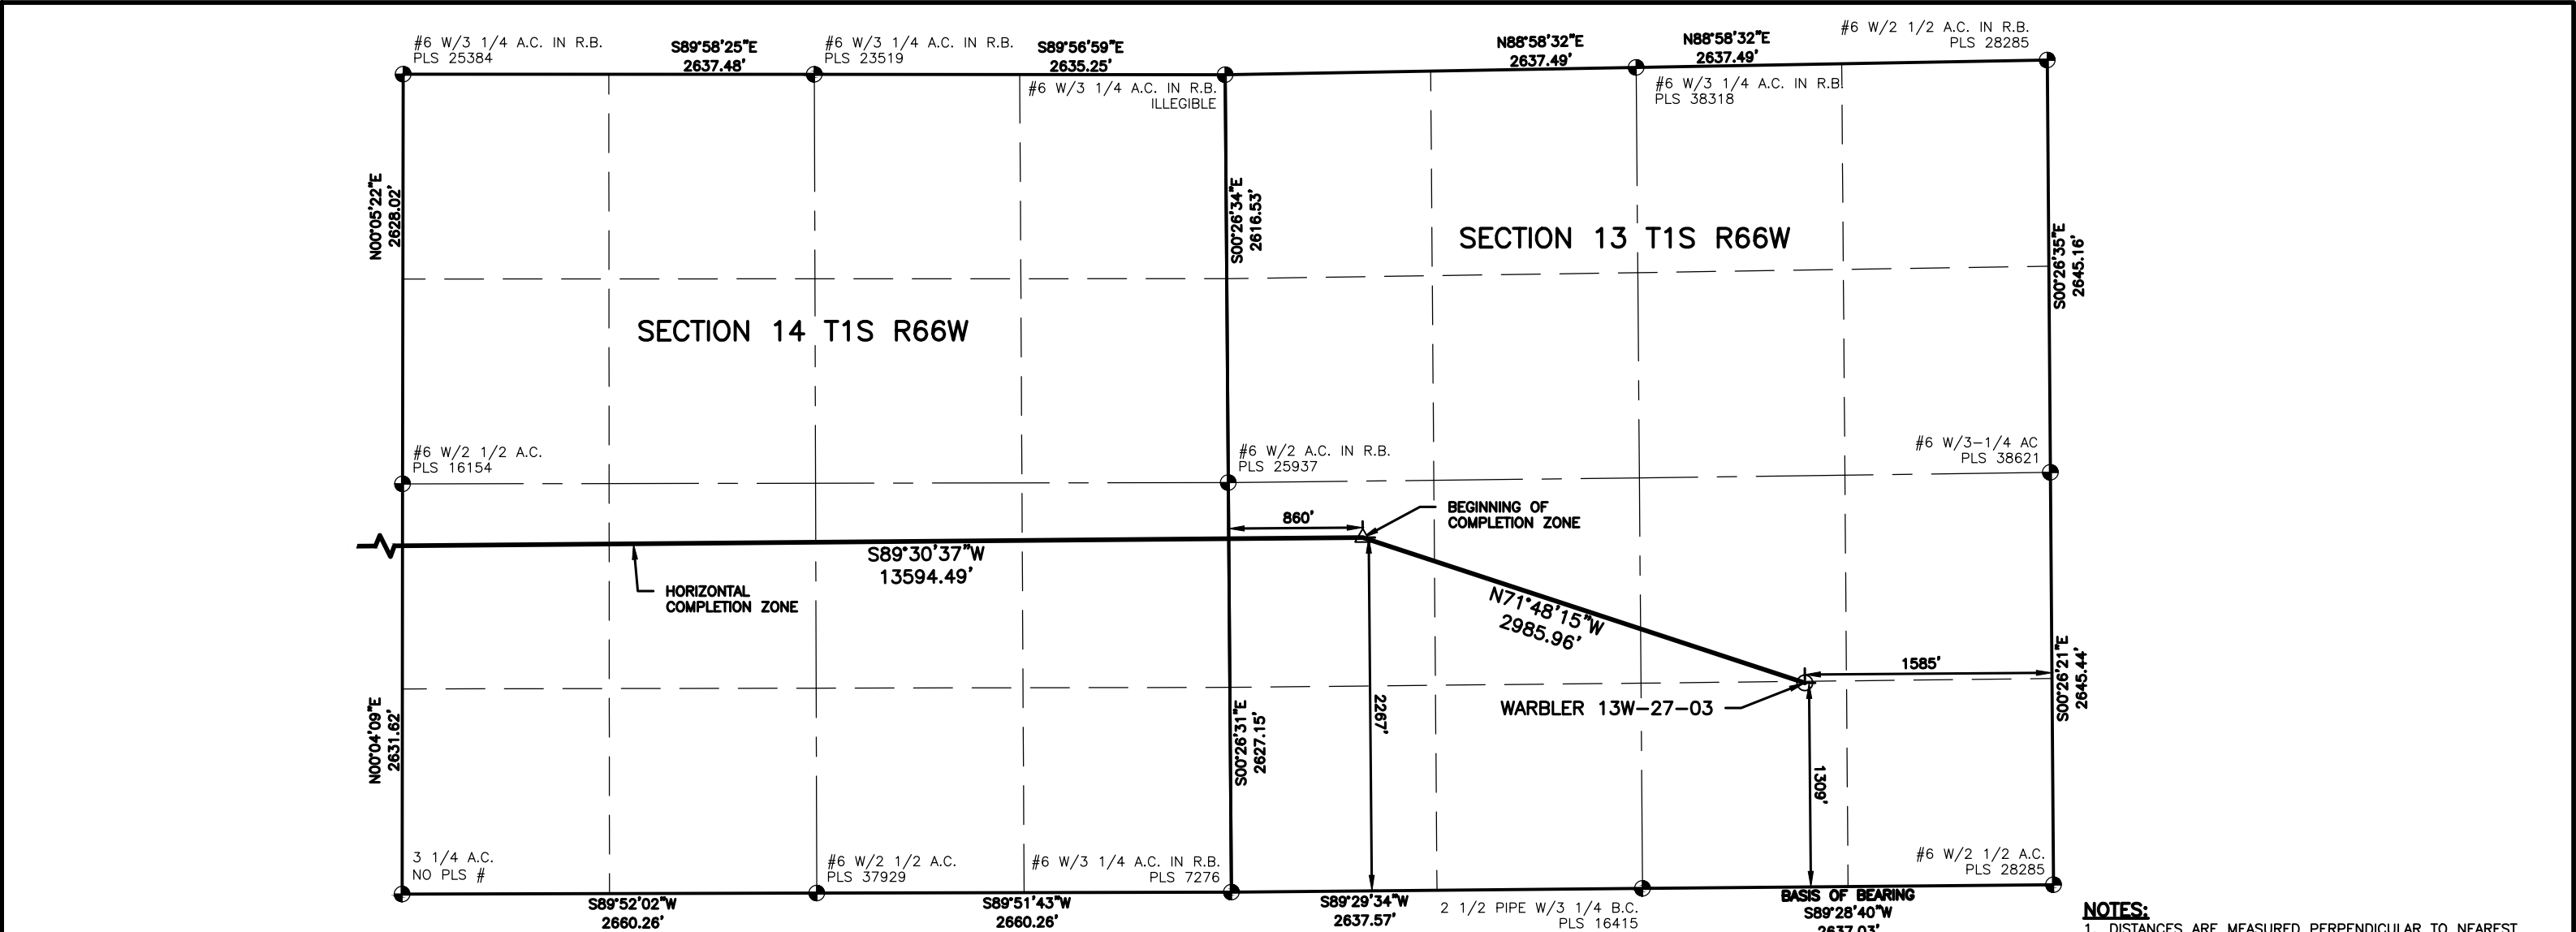 #6 W/3 1/4 A.C. IN R.B.
PLS 25384
S89°58'25"E
2637.48'
#6 W/3 1/4 A.C. IN R.B.
PLS 23519
S89°56'59"E
2635.25'
#6 W/3 1/4 A.C. IN R.B.
ILLEGIBLE
N88°58'32"E
2637.49'
N88°58'32"E
2637.49'
#6 W/3 1/4 A.C. IN R.B.
PLS 38318
#6 W/2 1/2 A.C. IN R.B.
PLS 28285
N00°05'22"E
2628.02'
S00°26'34"E
2616.53'
SECTION 13 T1S R66W
S00°26'35"E
2645.16'
SECTION 14 T1S R66W
#6 W/2 1/2 A.C.
PLS 16154
#6 W/2 A.C. IN R.B.
PLS 25937
#6 W/3-1/4 AC
PLS 38621
860'
BEGINNING OF
COMPLETION ZONE
S89°30'37"W
13594.49'
HORIZONTAL
COMPLETION ZONE
N71°48'15"W
2985.96'
1585'
WARBLER 13W-27-03
2267'
1309'
N00°04'09"E
2631.62'
S00°26'31"E
2627.15'
S00°26'21"E
2645.44'
3 1/4 A.C.
NO PLS #
#6 W/2 1/2 A.C.
PLS 37929
#6 W/3 1/4 A.C. IN R.B.
PLS 7276
#6 W/2 1/2 A.C.
PLS 28285
S89°52'02"W
2660.26'
S89°51'43"W
2660.26'
S89°29'34"W
2637.57'
2 1/2 PIPE W/3 1/4 B.C.
PLS 16415
BASIS OF BEARING
S89°28'40"W
2637.03'
NOTES:
1. DISTANCES ARE MEASURED PERPENDICULAR TO NEAREST